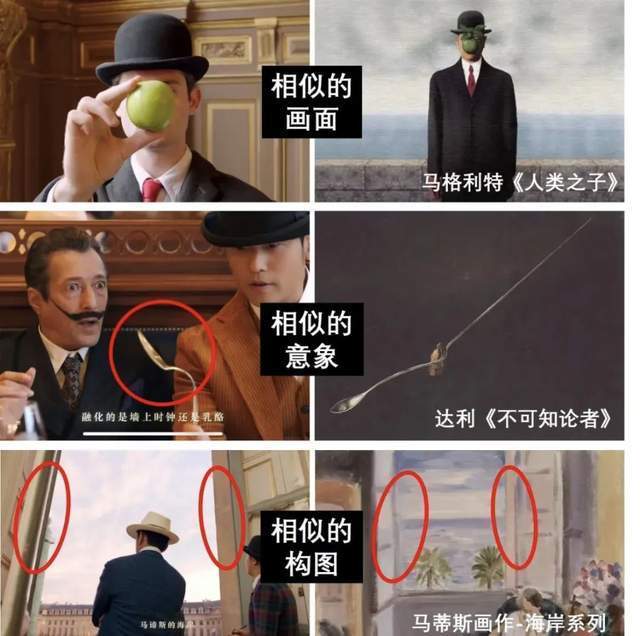 相似的
画面
马格利特《人类之子》
相似的
意象
融化的是墙上时钟还是乳酪
达利《不可知论者》
相似的
构图
马谛斯的海岸
马蒂斯画作-海岸系列